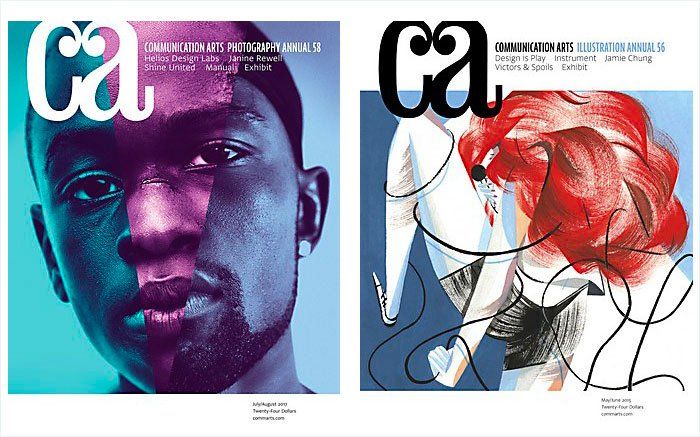 ca
COMMUNICATION ARTS PHOTOGRAPHY ANNUAL 58
Helios Design Labs Janine Rewell
Shine United Manual Exhibit
July/August 2017
Twenty-Four Dollars
commarts.com
ca
COMMUNICATION ARTS ILLUSTRATION ANNUAL 56
Design is Play Instrument Jamie Chung
Victors & Spoils Exhibit
May/June 2015
Twenty-Four Dollars
commarts.com